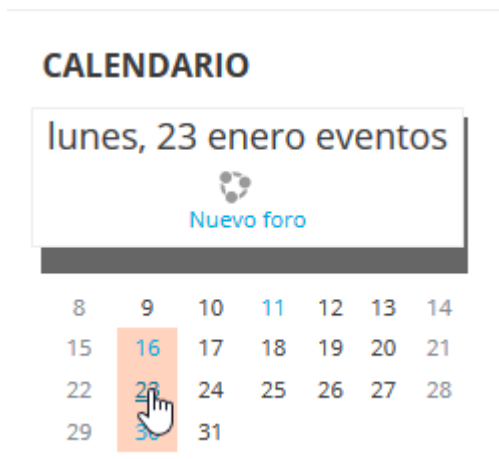 CALENDARIO
lunes, 23 enero eventos
Nuevo foro
8 9 10 11 12 13 14
15 16 17 18 19 20 21
22 23 24 25 26 27 28
29 30 31